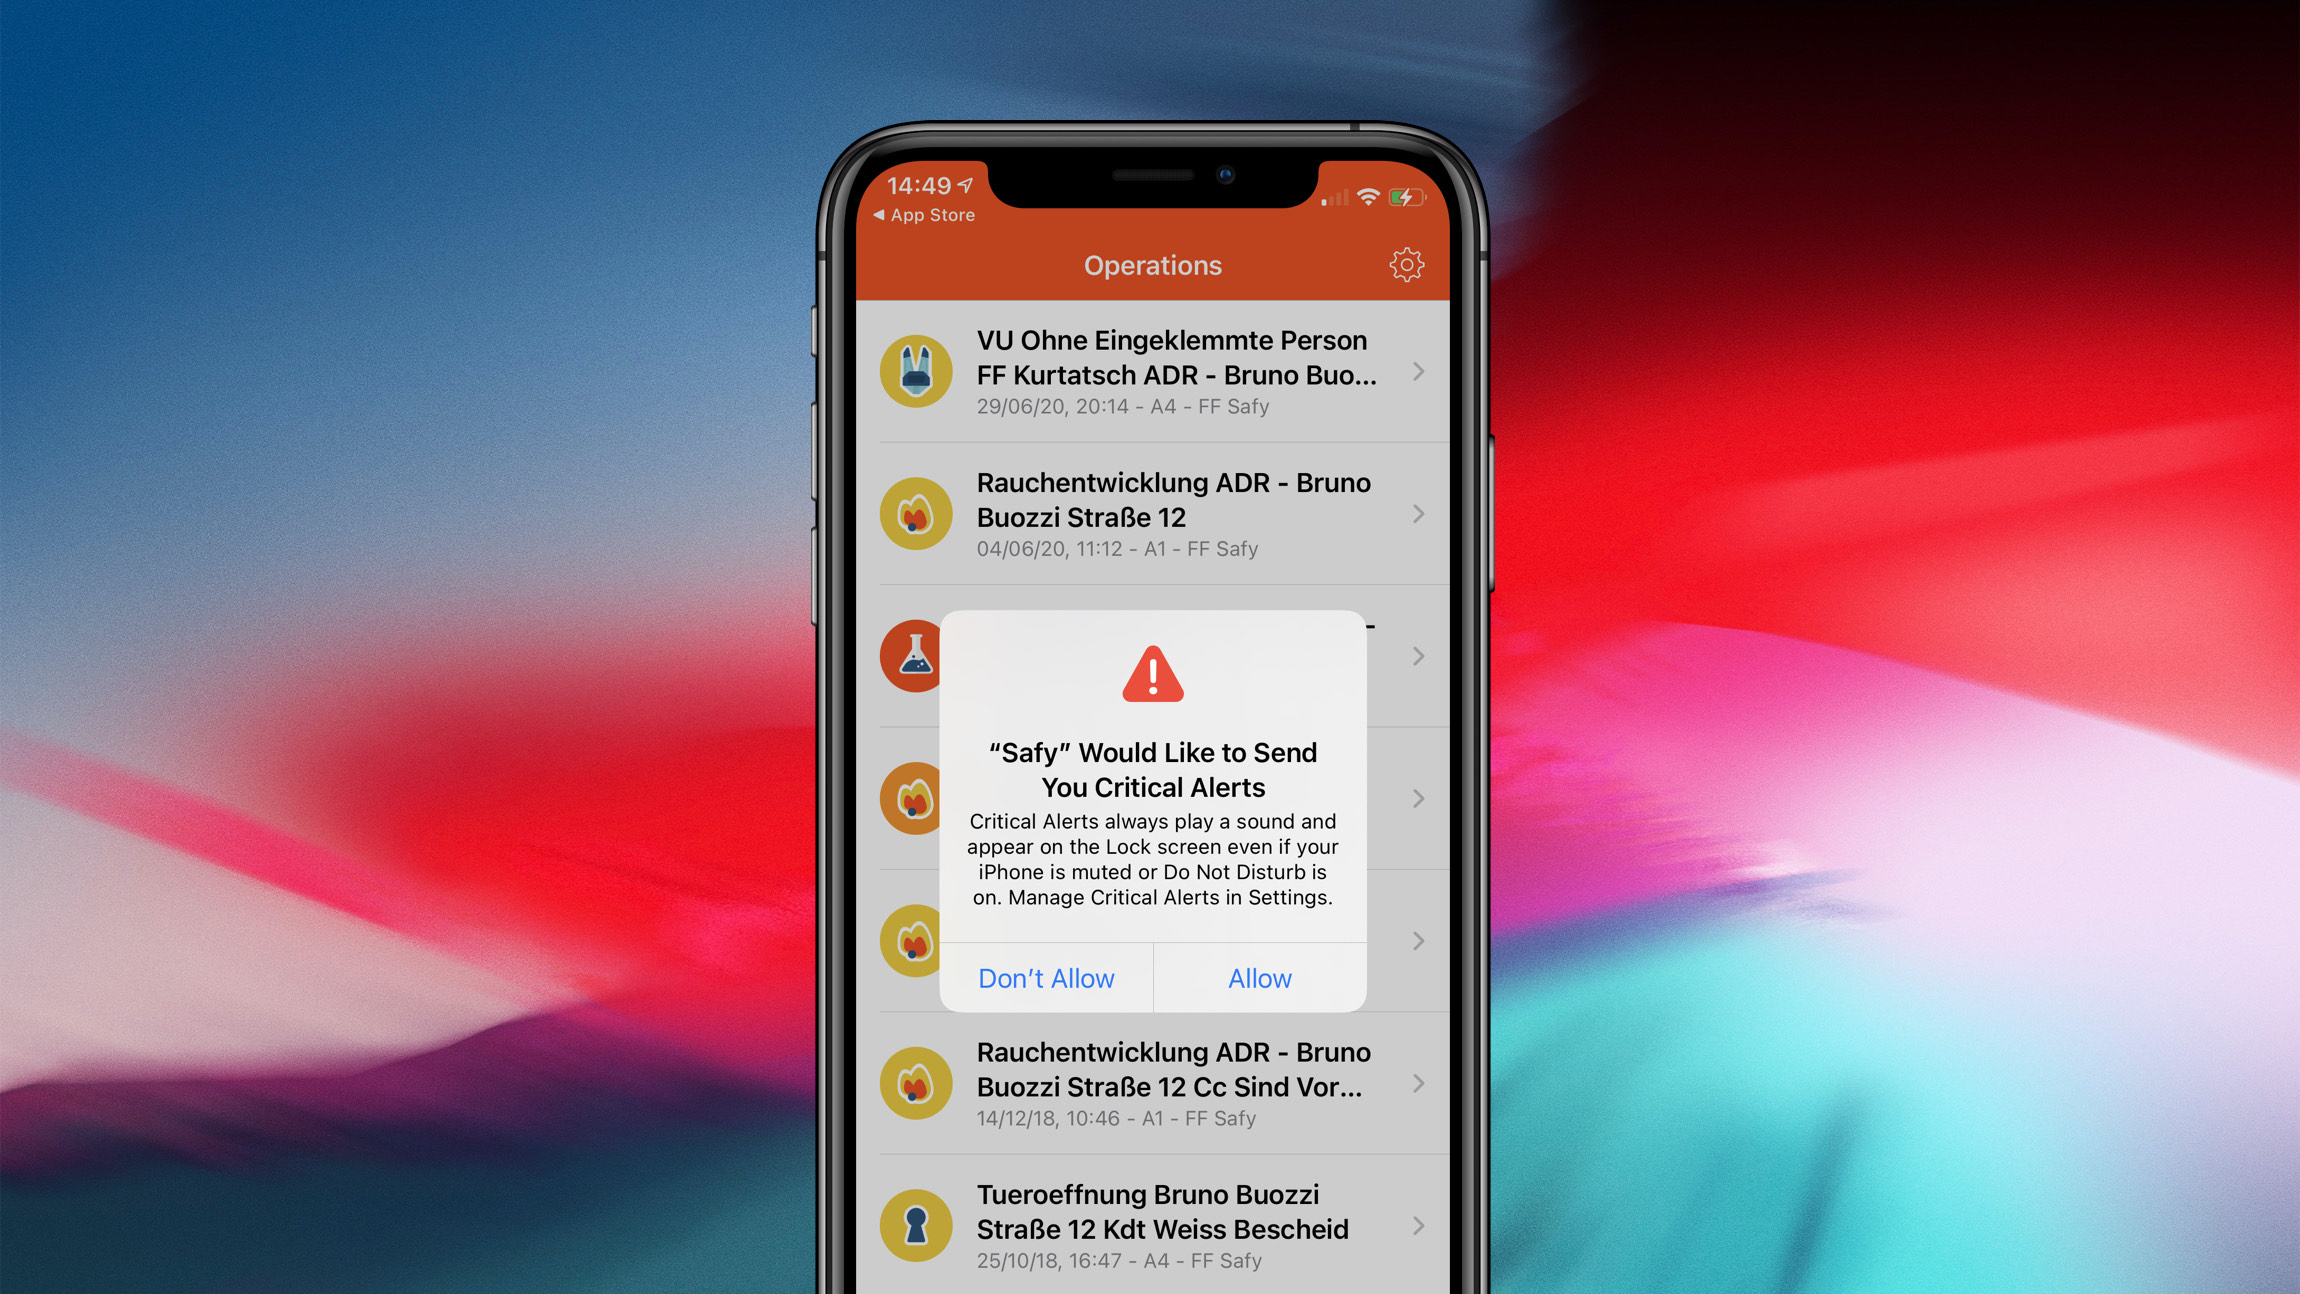 14:49
◀ App Store
Operations
VU Ohne Eingeklemmte Person
FF Kurtatsch ADR - Bruno Buo...
29/06/20, 20:14 - A4 - FF Safy
Rauchentwicklung ADR - Bruno
Buozzi Straße 12
04/06/20, 11:12 - A1 - FF Safy
“Safy” Would Like to Send
You Critical Alerts
Critical Alerts always play a sound and
appear on the Lock screen even if your
iPhone is muted or Do Not Disturb is
on. Manage Critical Alerts in Settings.
Don’t Allow
Allow
Rauchentwicklung ADR - Bruno
Buozzi Straße 12 Cc Sind Vor...
14/12/18, 10:46 - A1 - FF Safy
Tueroeffnung Bruno Buozzi
Straße 12 Kdt Weiss Bescheid
25/10/18, 16:47 - A4 - FF Safy